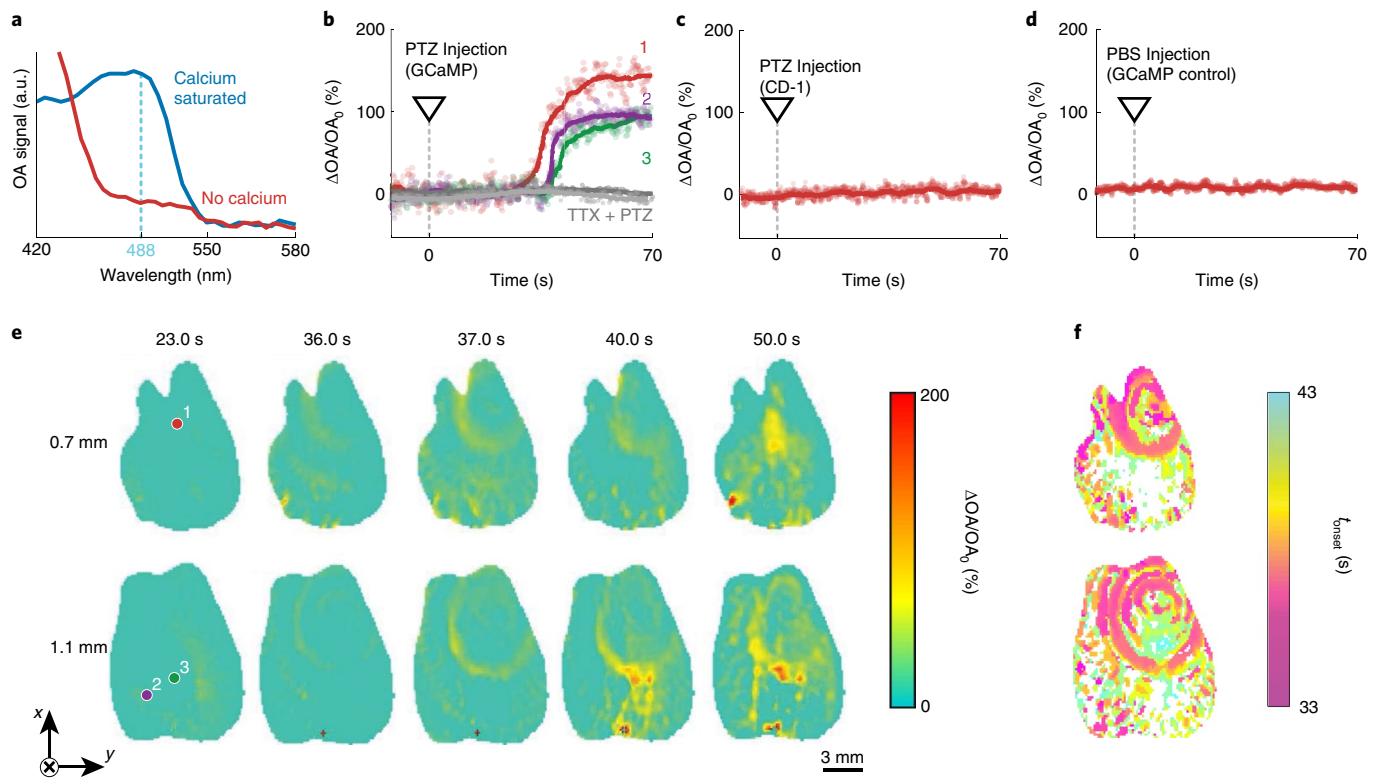 a
OA signal (a.u.)
Calcium
saturated
No calcium
420
488
550
580
Wavelength (nm)
b
ΔOA/OA0 (%)
200
100
0
PTZ Injection
(GCaMP)
1
2
3
TTX + PTZ
0
70
Time (s)
c
ΔOA/OA0 (%)
200
100
0
PTZ Injection
(CD-1)
0
70
Time (s)
d
ΔOA/OA0 (%)
200
100
0
PBS Injection
(GCaMP control)
0
70
Time (s)
e
23.0 s
36.0 s
37.0 s
40.0 s
50.0 s
0.7 mm
1
1.1 mm
2
3
x
y
3 mm
200
0
ΔOA/OA0 (%)
f
43
33
tonset (s)